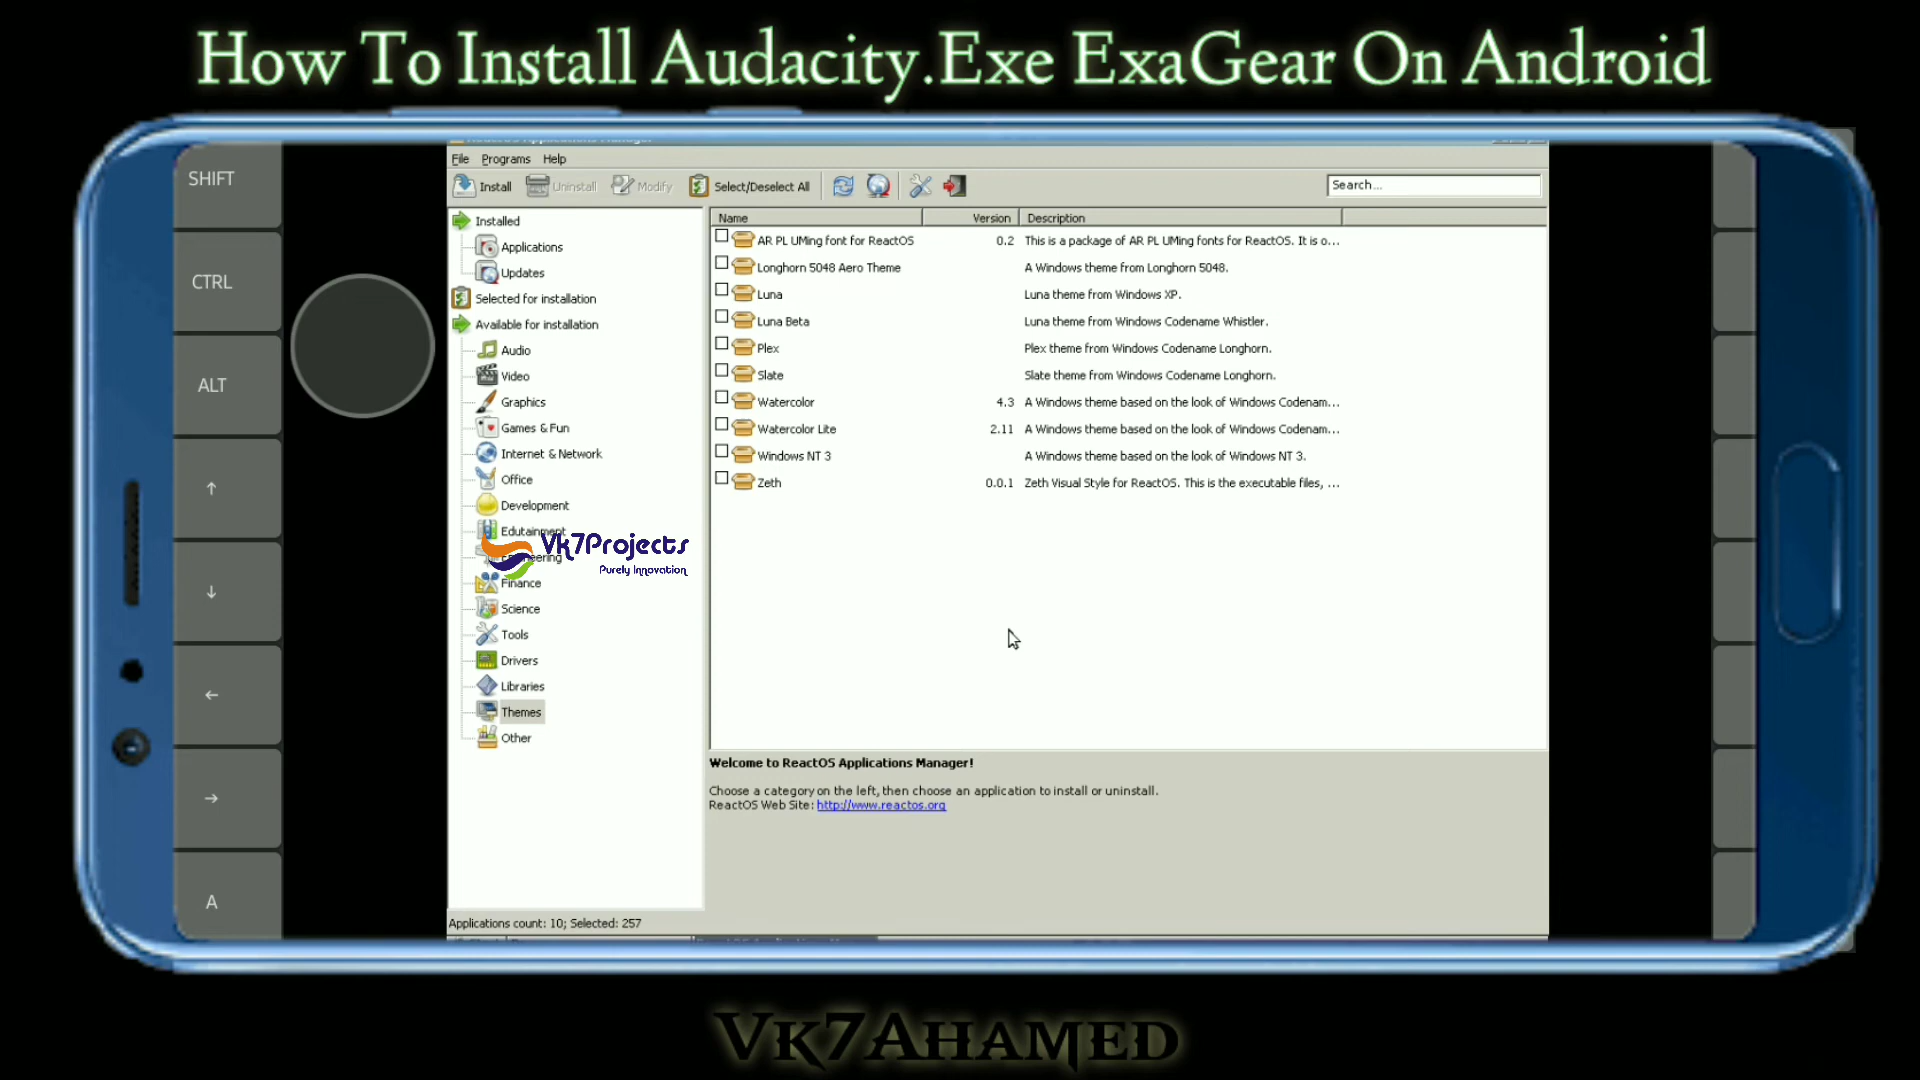 How To Install Audacity.Exe ExaGear On Android
SHIFT
CTRL
ALT
↑
↓
←
→
A
ReactOS Applications Manager
File Programs Help
Install Uninstall Modify Select/Deselect All Search...
Installed
Applications
Updates
Selected for installation
Available for installation
Audio
Video
Graphics
Games & Fun
Internet & Network
Office
Development
Edutainment
Engineering
Finance
Science
Tools
Drivers
Libraries
Themes
Other
Vk7Projects
Purely Innovation
Name Version Description
AR PL UMing font for ReactOS 0.2 This is a package of AR PL UMing fonts for ReactOS. It is o...
Longhorn 5048 Aero Theme A Windows theme from Longhorn 5048.
Luna Luna theme from Windows XP.
Luna Beta Luna theme from Windows Codename Whistler.
Plex Plex theme from Windows Codename Longhorn.
Slate Slate theme from Windows Codename Longhorn.
Watercolor 4.3 A Windows theme based on the look of Windows Codenam...
Watercolor Lite 2.11 A Windows theme based on the look of Windows Codenam...
Windows NT 3 A Windows theme based on the look of Windows NT 3.
Zeth 0.0.1 Zeth Visual Style for ReactOS. This is the executable files, ...
Welcome to ReactOS Applications Manager!
Choose a category on the left, then choose an application to install or uninstall.
ReactOS Web Site: http://www.reactos.org
Applications count: 10; Selected: 257
Vk7Ahamed